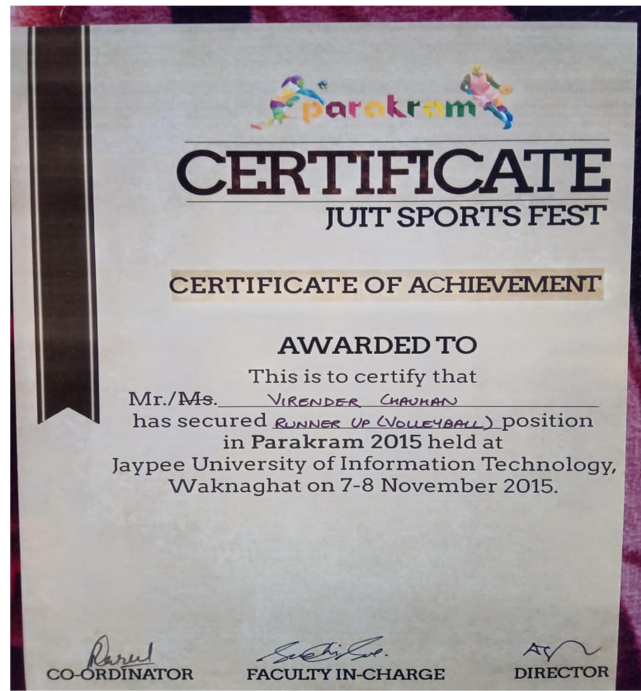 parakram
CERTIFICATE
JUIT SPORTS FEST
CERTIFICATE OF ACHIEVEMENT
AWARDED TO
This is to certify that
Mr./Ms. VIRENDER CHAUHAN
has secured RUNNER UP (VOLLEYBALL) position
in Parakram 2015 held at
Jaypee University of Information Technology,
Waknaghat on 7-8 November 2015.
CO-ORDINATOR FACULTY IN-CHARGE DIRECTOR